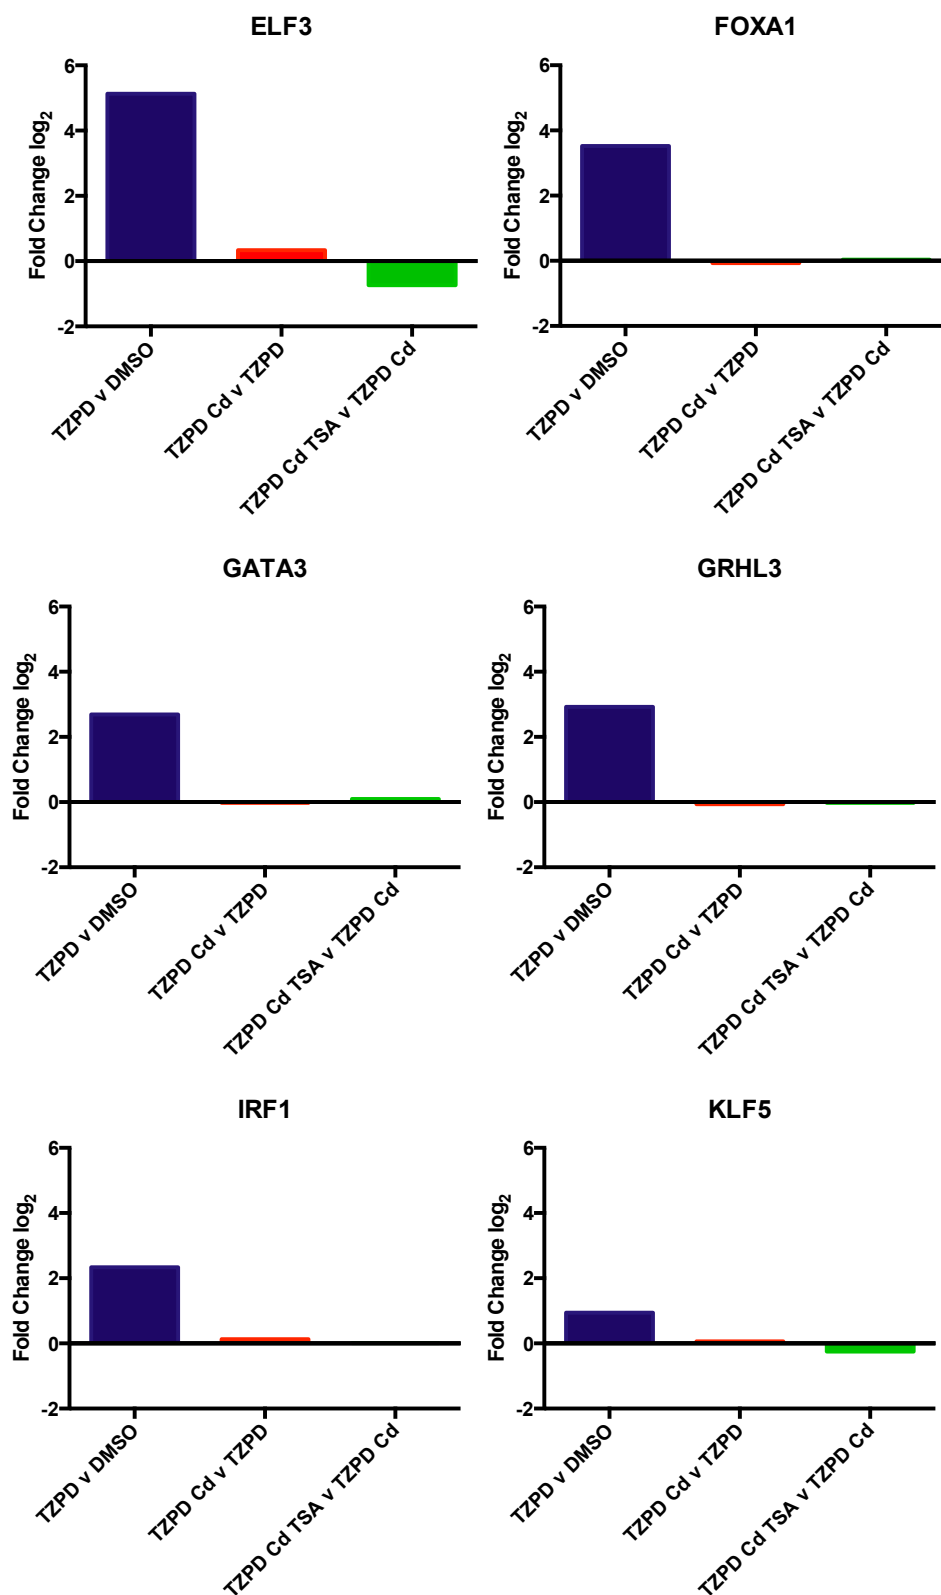 ELF3
Fold Change log2
6
4
2
0
-2
TZPD v DMSO
TZPD Cd v TZPD
TZPD Cd TSA v TZPD Cd
FOXA1
Fold Change log2
6
4
2
0
-2
TZPD v DMSO
TZPD Cd v TZPD
TZPD Cd TSA v TZPD Cd
GATA3
Fold Change log2
6
4
2
0
-2
TZPD v DMSO
TZPD Cd v TZPD
TZPD Cd TSA v TZPD Cd
GRHL3
Fold Change log2
6
4
2
0
-2
TZPD v DMSO
TZPD Cd v TZPD
TZPD Cd TSA v TZPD Cd
IRF1
Fold Change log2
6
4
2
0
-2
TZPD v DMSO
TZPD Cd v TZPD
TZPD Cd TSA v TZPD Cd
KLF5
Fold Change log2
6
4
2
0
-2
TZPD v DMSO
TZPD Cd v TZPD
TZPD Cd TSA v TZPD Cd